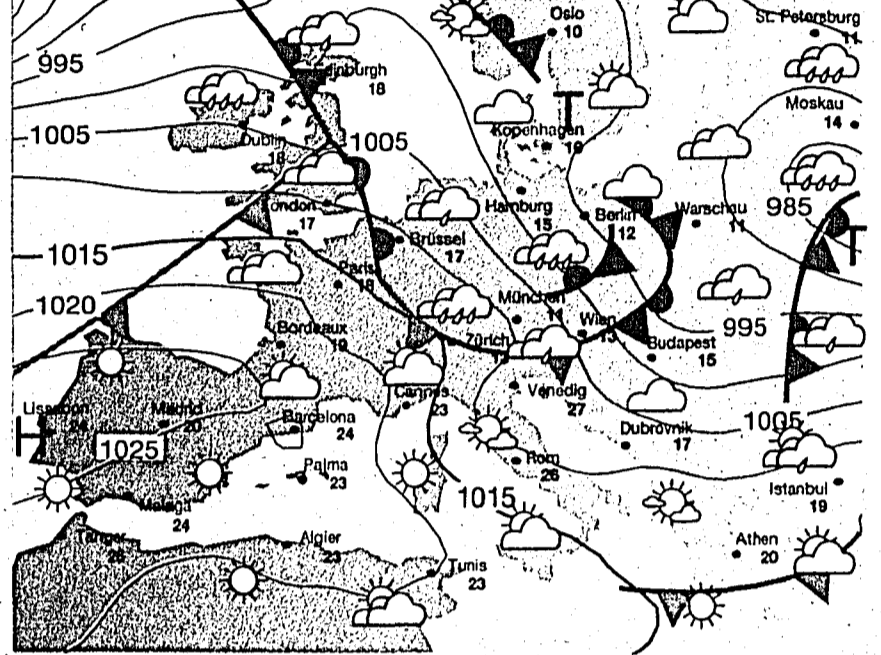 Oslo
10
St. Petersburg
11
995
Edinburgh
18
Moskau
14
T
1005
Dublin
18
1005
Kopenhagen
London
17
Hamburg
15
Berlin
12
Warschau
11
985
T
1015
Brüssel
17
Paris
18
1020
München
11
Wien
13
995
Bordeaux
19
Zürich
Budapest
15
Lissabon
24
Madrid
20
Cannes
23
Venedig
27
H
1025
Barcelona
24
Dubrovnik
17
1005
Palma
23
Rom
26
1015
Istanbul
19
Malaga
24
Tanger
26
Algier
23
Athen
20
Tunis
23